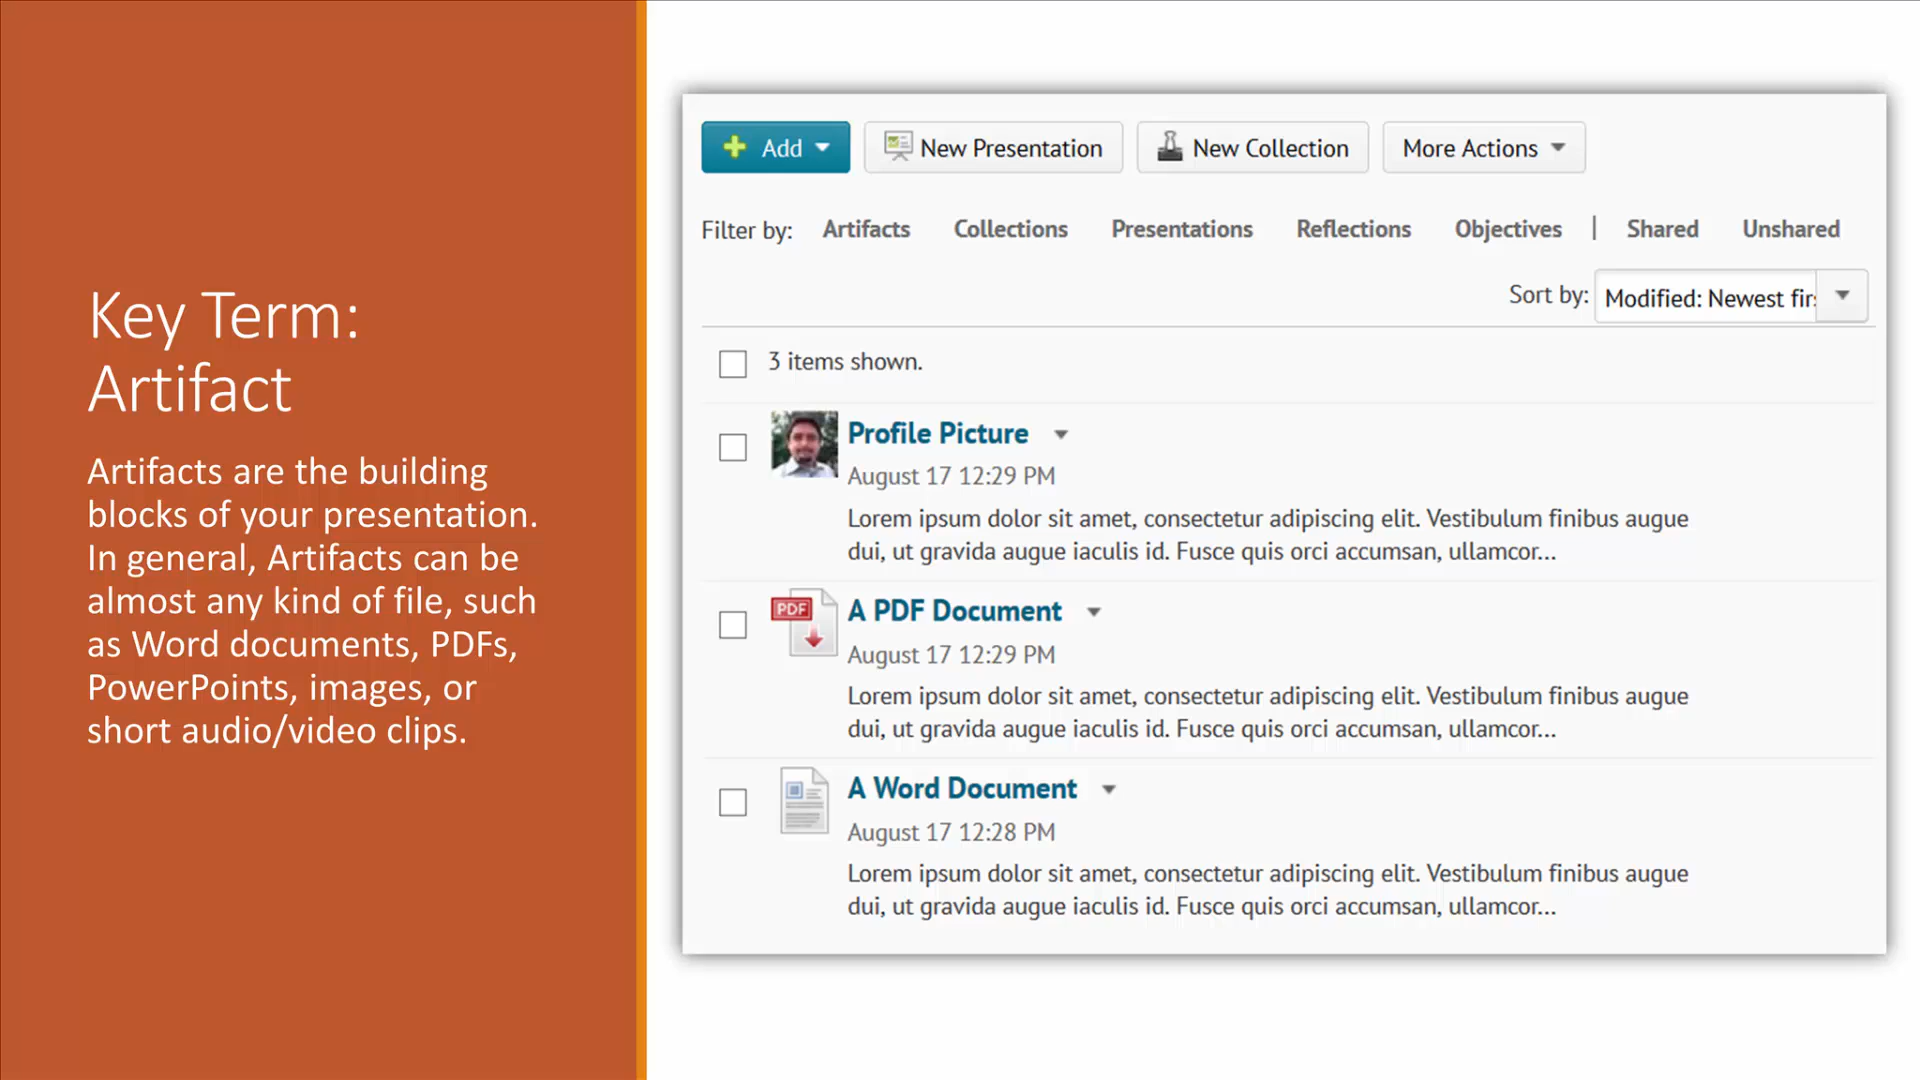 Key Term:
Artifact
Artifacts are the building
blocks of your presentation.
In general, Artifacts can be
almost any kind of file, such
as Word documents, PDFs,
PowerPoints, images, or
short audio/video clips.
Add
New Presentation
New Collection
More Actions
Filter by: Artifacts Collections Presentations Reflections Objectives | Shared Unshared
Sort by: Modified: Newest firs
3 items shown.
Profile Picture
August 17 12:29 PM
Lorem ipsum dolor sit amet, consectetur adipiscing elit. Vestibulum finibus augue
dui, ut gravida augue iaculis id. Fusce quis orci accumsan, ullamcor...
PDF
A PDF Document
August 17 12:29 PM
Lorem ipsum dolor sit amet, consectetur adipiscing elit. Vestibulum finibus augue
dui, ut gravida augue iaculis id. Fusce quis orci accumsan, ullamcor...
A Word Document
August 17 12:28 PM
Lorem ipsum dolor sit amet, consectetur adipiscing elit. Vestibulum finibus augue
dui, ut gravida augue iaculis id. Fusce quis orci accumsan, ullamcor...